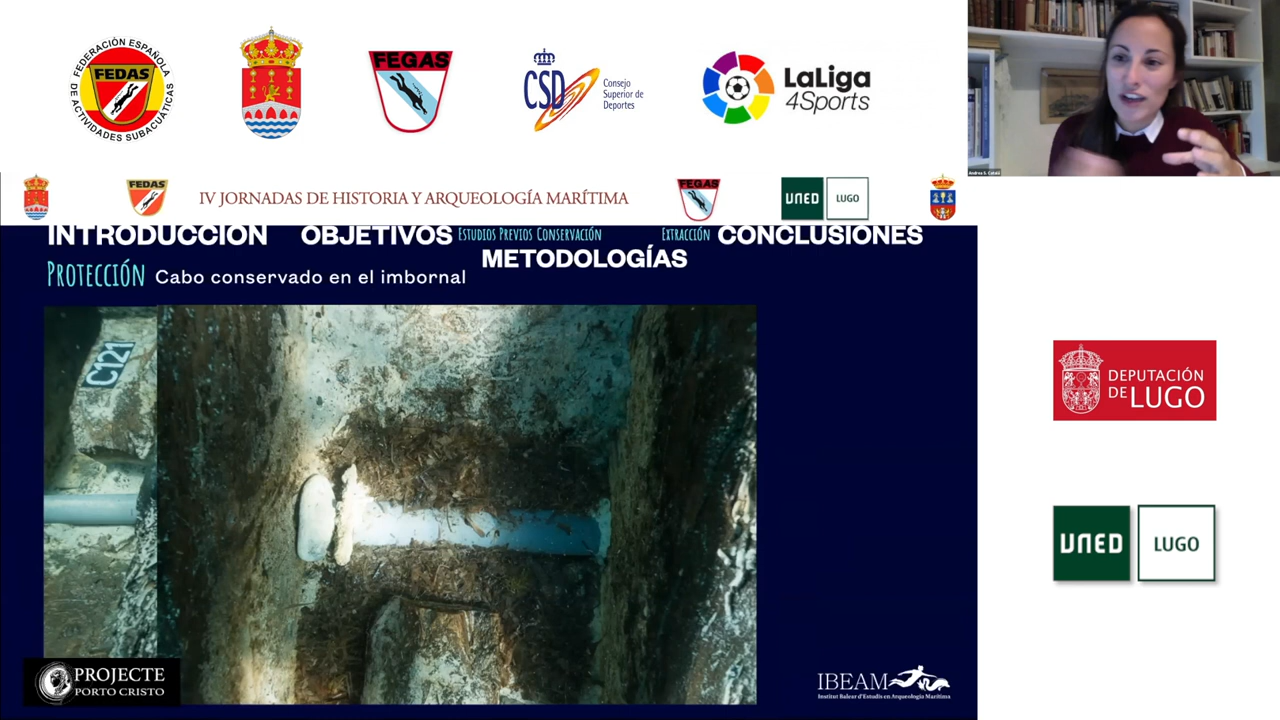 FEDERACIÓN ESPAÑOLA
FEDAS
DE ACTIVIDADES SUBACUÁTICAS
FEGAS
CSD
Consejo
Superior de
Deportes
LaLiga
4Sports
Andrea S. Cataló
FEDAS
IV JORNADAS DE HISTORIA Y ARQUEOLOGÍA MARÍTIMA
FEGAS
UNED
LUGO
INTRODUCCIÓN OBJETIVOS ESTUDIOS PREVIOS CONSERVACIÓN EXTRACCIÓN CONCLUSIONES
METODOLOGÍAS
PROTECCIÓN Cabo conservado en el imbornal
C121
DEPUTACIÓN
DE LUGO
UNED
LUGO
PROJECTE
PORTO CRISTO
IBEAM
Institut Balear d'Estudis en Arqueologia Marítima